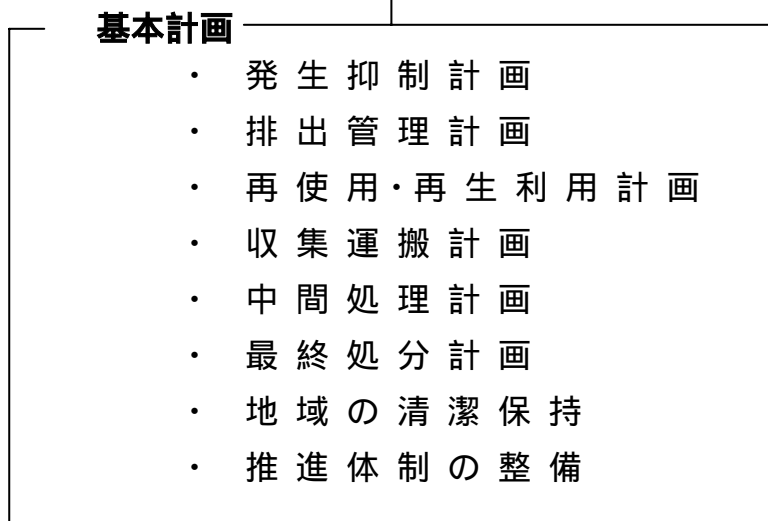 基本計画
・ 発生抑制計画
・ 排出管理計画
・ 再使用・再生利用計画
・ 収集運搬計画
・ 中間処理計画
・ 最終処分計画
・ 地域の清潔保持
・ 推進体制の整備